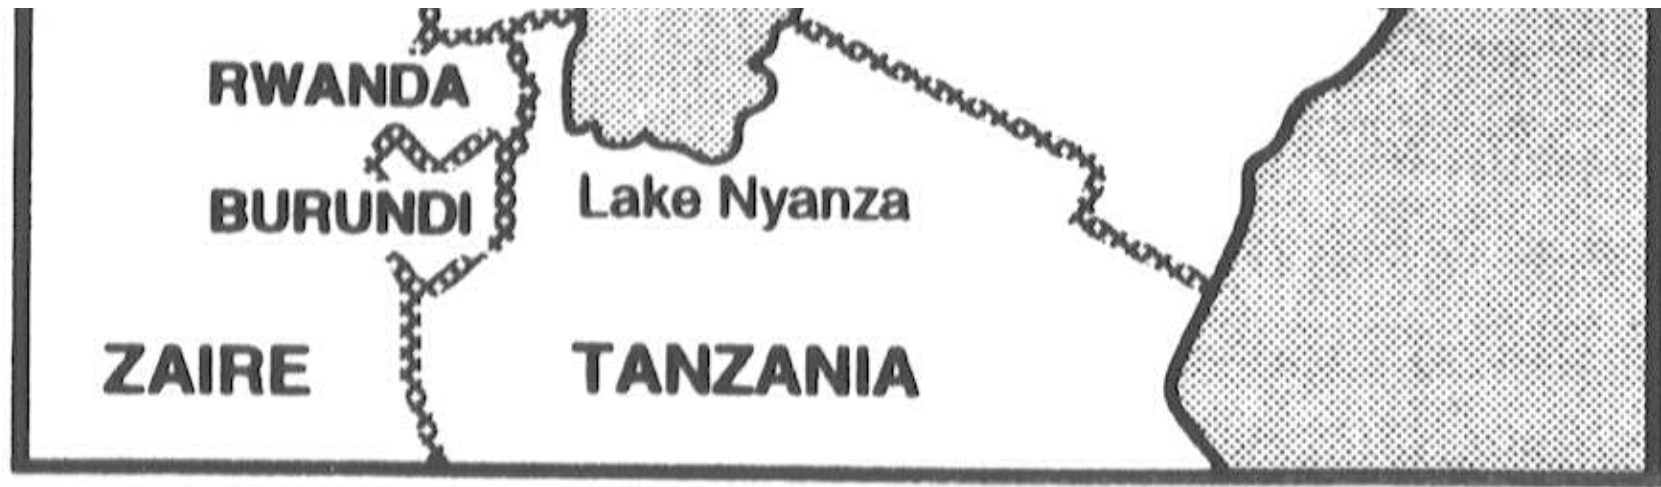 RWANDA
BURUNDI
Lake Nyanza
ZAIRE
TANZANIA